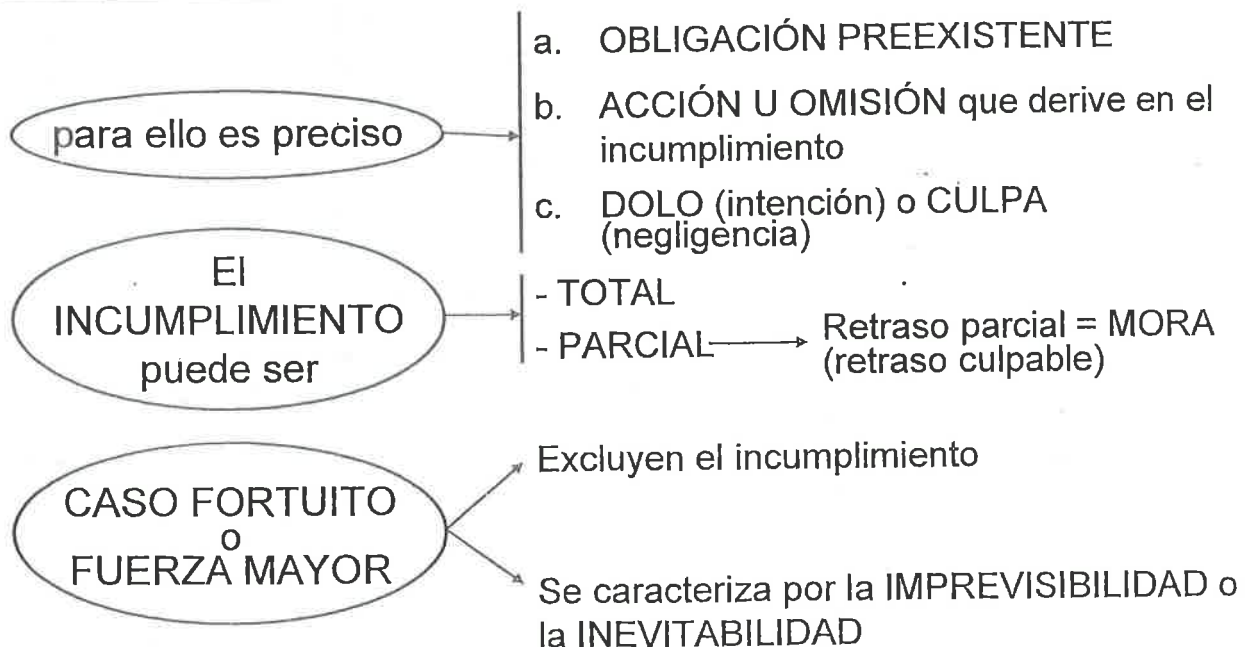 a. OBLIGACIÓN PREEXISTENTE
para ello es preciso
b. ACCIÓN U OMISIÓN que derive en el
incumplimiento
c. DOLO (intención) o CULPA
(negligencia)
El
INCUMPLIMIENTO
puede ser
- TOTAL
- PARCIAL
Retraso parcial = MORA
(retraso culpable)
CASO FORTUITO
o
FUERZA MAYOR
Excluyen el incumplimiento
Se caracteriza por la IMPREVISIBILIDAD o
la INEVITABILIDAD